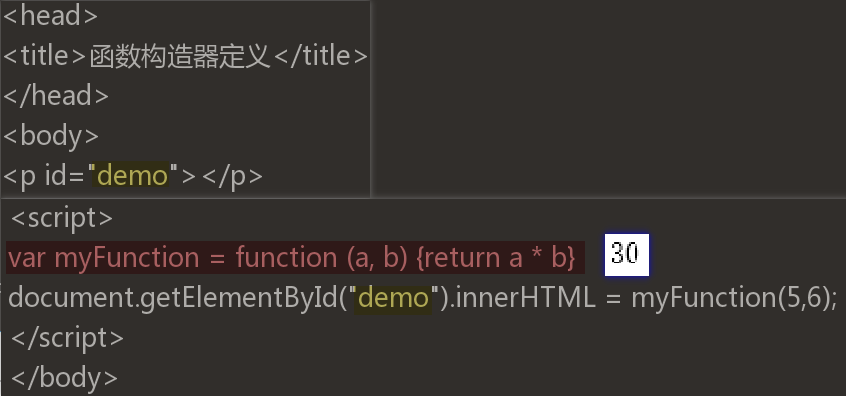 <head>
<title>函数构造器定义</title>
</head>
<body>
<p id="demo"></p>
<script>
var myFunction = function (a, b) {return a * b}
30
document.getElementById("demo").innerHTML = myFunction(5,6);
</script>
</body>